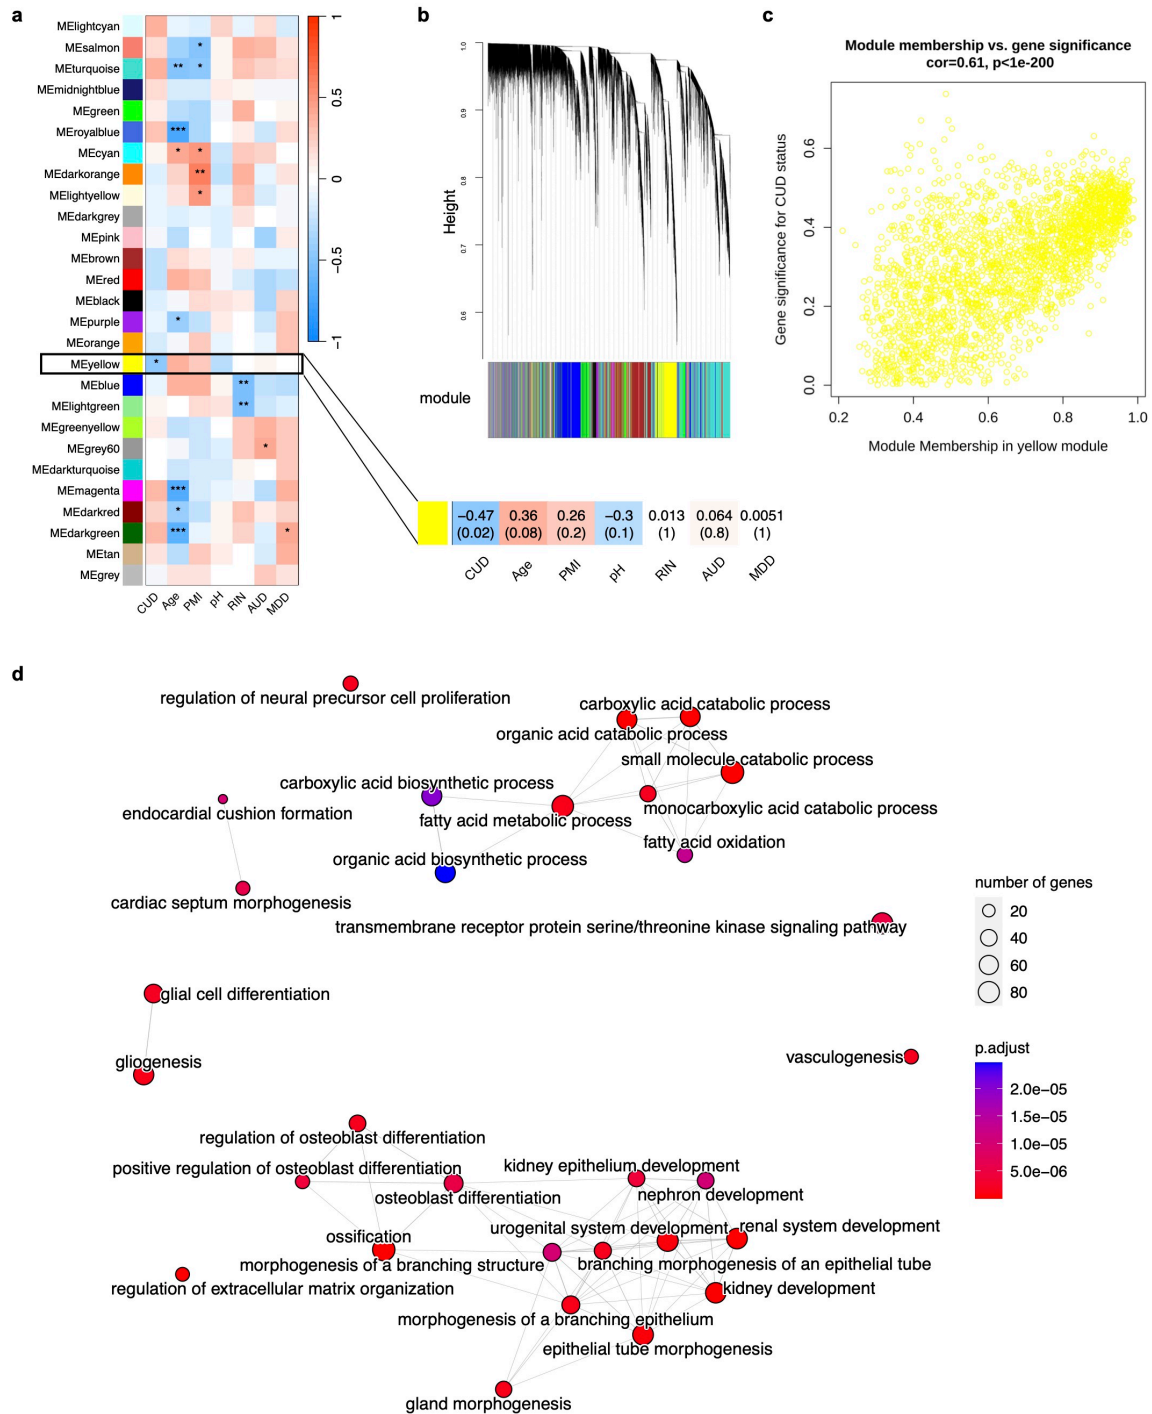 a
MElightcyan
MEsalmon
*
MEturquoise
** *
MEmidnightblue
MEgreen
MEroyalblue
***
MEcyan
* *
MEdarkorange
**
MElightyellow
*
MEdarkgrey
MEpink
MEbrown
MEred
MEblack
MEpurple
*
MEorange
MEyellow
*
MEblue
**
MElightgreen
**
MEgreenyellow
MEgrey60
*
MEdarkturquoise
MEmagenta
***
MEdarkred
*
MEdarkgreen
*** *
MEtan
MEgrey
CUD Age PMI pH RIN AUD MDD
1
0.5
0
−0.5
−1
b
Height
1.0
0.9
0.8
0.7
0.6
module
−0.47 0.36 0.26 −0.3 0.013 0.064 0.0051
(0.02) (0.08) (0.2) (0.1) (1) (0.8) (1)
CUD Age PMI pH RIN AUD MDD
c
Module membership vs. gene significance
cor=0.61, p<1e-200
Gene significance for CUD status
0.6
0.4
0.2
0.0
0.2 0.4 0.6 0.8 1.0
Module Membership in yellow module
d
regulation of neural precursor cell proliferation
carboxylic acid catabolic process
organic acid catabolic process
small molecule catabolic process
carboxylic acid biosynthetic process
endocardial cushion formation
fatty acid metabolic process
monocarboxylic acid catabolic process
fatty acid oxidation
organic acid biosynthetic process
cardiac septum morphogenesis
transmembrane receptor protein serine/threonine kinase signaling pathway
glial cell differentiation
gliogenesis
vasculogenesis
regulation of osteoblast differentiation
positive regulation of osteoblast differentiation
kidney epithelium development
osteoblast differentiation
nephron development
ossification
urogenital system development
renal system development
morphogenesis of a branching structure
branching morphogenesis of an epithelial tube
regulation of extracellular matrix organization
kidney development
morphogenesis of a branching epithelium
epithelial tube morphogenesis
gland morphogenesis
number of genes
20
40
60
80
p.adjust
2.0e−05
1.5e−05
1.0e−05
5.0e−06